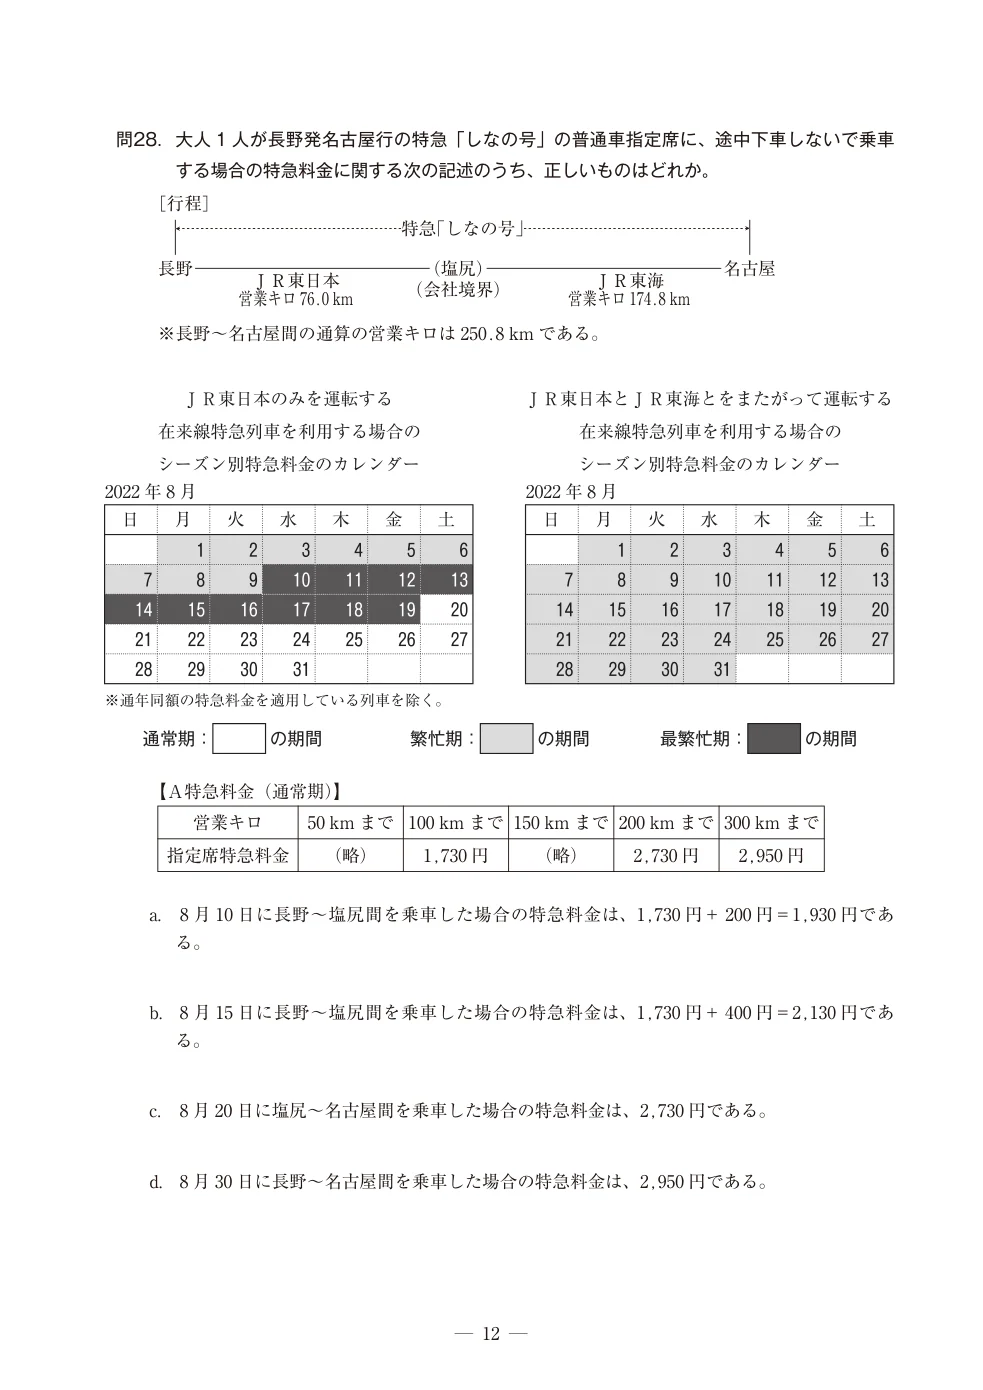 問28. 大人1人が長野発名古屋行の特急「しなの号」の普通車指定席に、途中下車しないで乗車
する場合の特急料金に関する次の記述のうち、正しいものはどれか。
［行程］
特急「しなの号」
長野 （塩尻） 名古屋
ＪＲ東日本 （会社境界） ＪＲ東海
営業キロ76.0 km 営業キロ174.8 km
※長野～名古屋間の通算の営業キロは 250.8 km である。
ＪＲ東日本のみを運転する
在来線特急列車を利用する場合の
シーズン別特急料金のカレンダー
2022 年 8 月
日 月 火 水 木 金 土
1 2 3 4 5 6
7 8 9 10 11 12 13
14 15 16 17 18 19 20
21 22 23 24 25 26 27
28 29 30 31
※通年同額の特急料金を適用している列車を除く。
ＪＲ東日本とＪＲ東海とをまたがって運転する
在来線特急列車を利用する場合の
シーズン別特急料金のカレンダー
2022 年 8 月
日 月 火 水 木 金 土
1 2 3 4 5 6
7 8 9 10 11 12 13
14 15 16 17 18 19 20
21 22 23 24 25 26 27
28 29 30 31
通常期： の期間 繁忙期： の期間 最繁忙期： の期間
【Ａ特急料金（通常期）】
営業キロ 50 km まで 100 km まで 150 km まで 200 km まで 300 km まで
指定席特急料金 （略） 1,730 円 （略） 2,730 円 2,950 円
a. 8 月 10 日に長野～塩尻間を乗車した場合の特急料金は、1,730 円＋ 200 円＝1,930 円であ
る。
b. 8 月 15 日に長野～塩尻間を乗車した場合の特急料金は、1,730 円＋ 400 円＝2,130 円であ
る。
c. 8 月 20 日に塩尻～名古屋間を乗車した場合の特急料金は、2,730 円である。
d. 8 月 30 日に長野～名古屋間を乗車した場合の特急料金は、2,950 円である。
― 12 ―